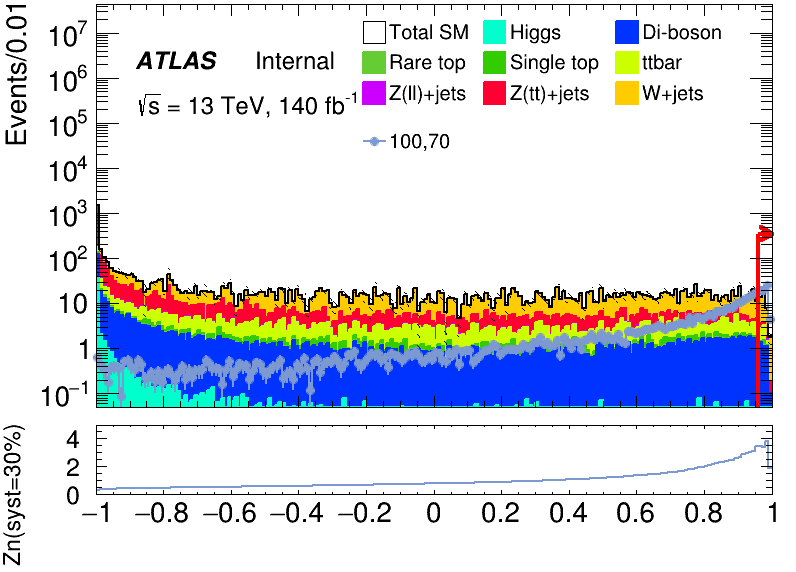 Events/0.01
10^7
10^6
10^5
10^4
10^3
10^2
10
1
10^−1
ATLAS Internal
√s = 13 TeV, 140 fb^-1
Total SM Higgs Di-boson
Rare top Single top ttbar
Z(ll)+jets Z(tt)+jets W+jets
100,70
Zn(syst=30%)
4
2
0
−1 −0.8 −0.6 −0.4 −0.2 0 0.2 0.4 0.6 0.8 1